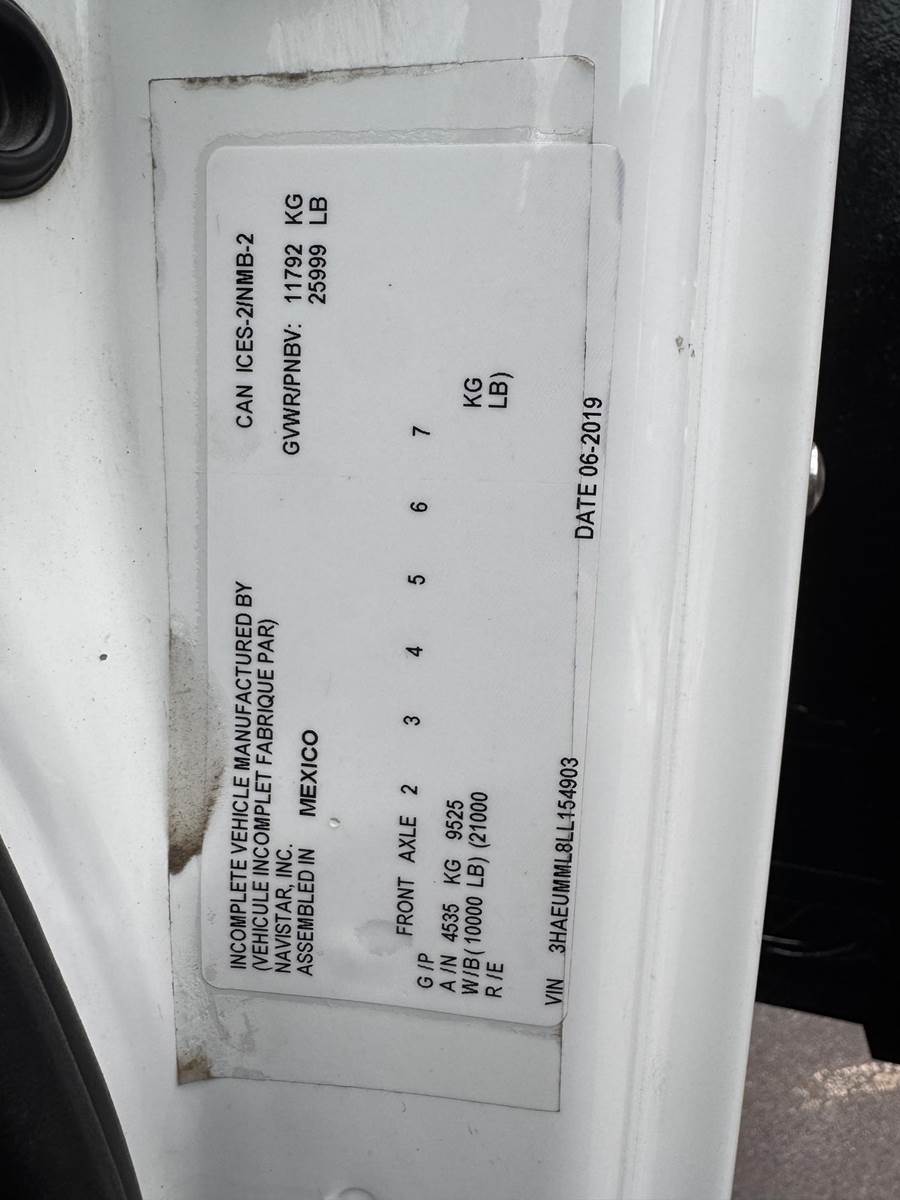 INCOMPLETE VEHICLE MANUFACTURED BY
(VEHICULE INCOMPLET FABRIQUE PAR)
NAVISTAR, INC.
ASSEMBLED IN MEXICO
CAN ICES-2/NMB-2
GVWR/PNBV: 11792 KG
25999 LB
FRONT AXLE 2 3 4 5 6 7
G/P
A/N 4535 KG 9525 KG
W/B (10000 LB) (21000 LB)
R/E
VIN 3HAEUMML8LL154903 DATE 06-2019